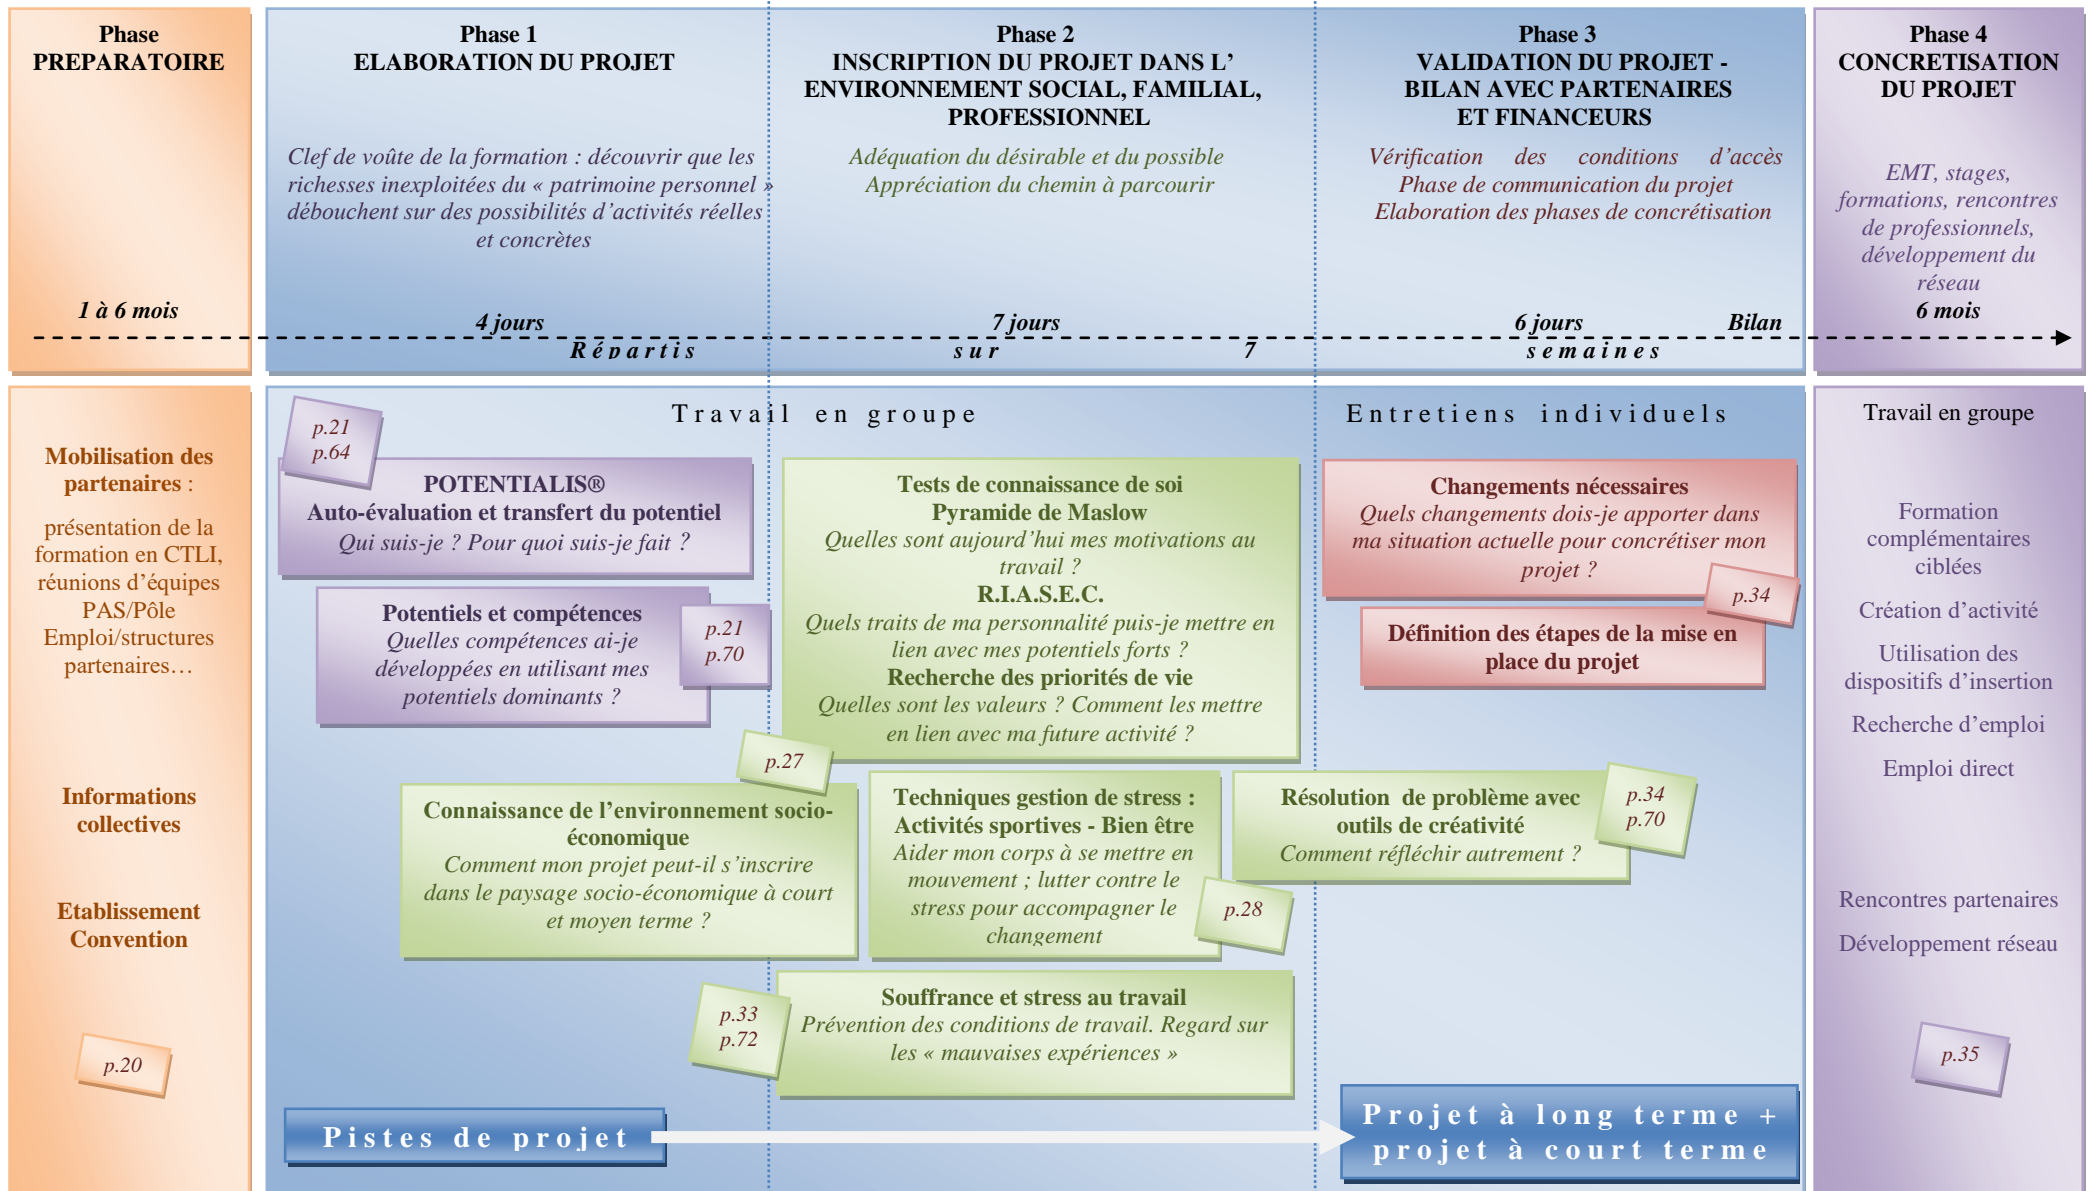 Phase
PREPARATOIRE
1 à 6 mois
Phase 1
ELABORATION DU PROJET
Clef de voûte de la formation : découvrir que les
richesses inexploitées du « patrimoine personnel »
débouchent sur des possibilités d’activités réelles
et concrètes
4 jours
Phase 2
INSCRIPTION DU PROJET DANS L’
ENVIRONNEMENT SOCIAL, FAMILIAL,
PROFESSIONNEL
Adéquation du désirable et du possible
Appréciation du chemin à parcourir
7 jours
Phase 3
VALIDATION DU PROJET -
BILAN AVEC PARTENAIRES
ET FINANCEURS
Vérification des conditions d’accès
Phase de communication du projet
Elaboration des phases de concrétisation
6 jours Bilan
Répartis sur 7 semaines
Phase 4
CONCRETISATION
DU PROJET
EMT, stages,
formations, rencontres
de professionnels,
développement du
réseau
6 mois
Mobilisation des
partenaires :
présentation de la
formation en CTLI,
réunions d’équipes
PAS/Pôle
Emploi/structures
partenaires…
Informations
collectives
Etablissement
Convention
p.20
Travail en groupe
Entretiens individuels
p.21
p.64
POTENTIALIS®
Auto-évaluation et transfert du potentiel
Qui suis-je ? Pour quoi suis-je fait ?
Potentiels et compétences
Quelles compétences ai-je
développées en utilisant mes
potentiels dominants ?
p.21
p.70
Tests de connaissance de soi
Pyramide de Maslow
Quelles sont aujourd’hui mes motivations au
travail ?
R.I.A.S.E.C.
Quels traits de ma personnalité puis-je mettre en
lien avec mes potentiels forts ?
Recherche des priorités de vie
Quelles sont les valeurs ? Comment les mettre
en lien avec ma future activité ?
Changements nécessaires
Quels changements dois-je apporter dans
ma situation actuelle pour concrétiser mon
projet ?
p.34
Définition des étapes de la mise en
place du projet
p.27
Connaissance de l’environnement socio-
économique
Comment mon projet peut-il s’inscrire
dans le paysage socio-économique à court
et moyen terme ?
Techniques gestion de stress :
Activités sportives - Bien être
Aider mon corps à se mettre en
mouvement ; lutter contre le
stress pour accompagner le
changement
p.28
Résolution de problème avec
outils de créativité
Comment réfléchir autrement ?
p.34
p.70
p.33
p.72
Souffrance et stress au travail
Prévention des conditions de travail. Regard sur
les « mauvaises expériences »
Pistes de projet
Projet à long terme +
projet à court terme
Travail en groupe
Formation
complémentaires
ciblées
Création d’activité
Utilisation des
dispositifs d’insertion
Recherche d’emploi
Emploi direct
Rencontres partenaires
Développement réseau
p.35